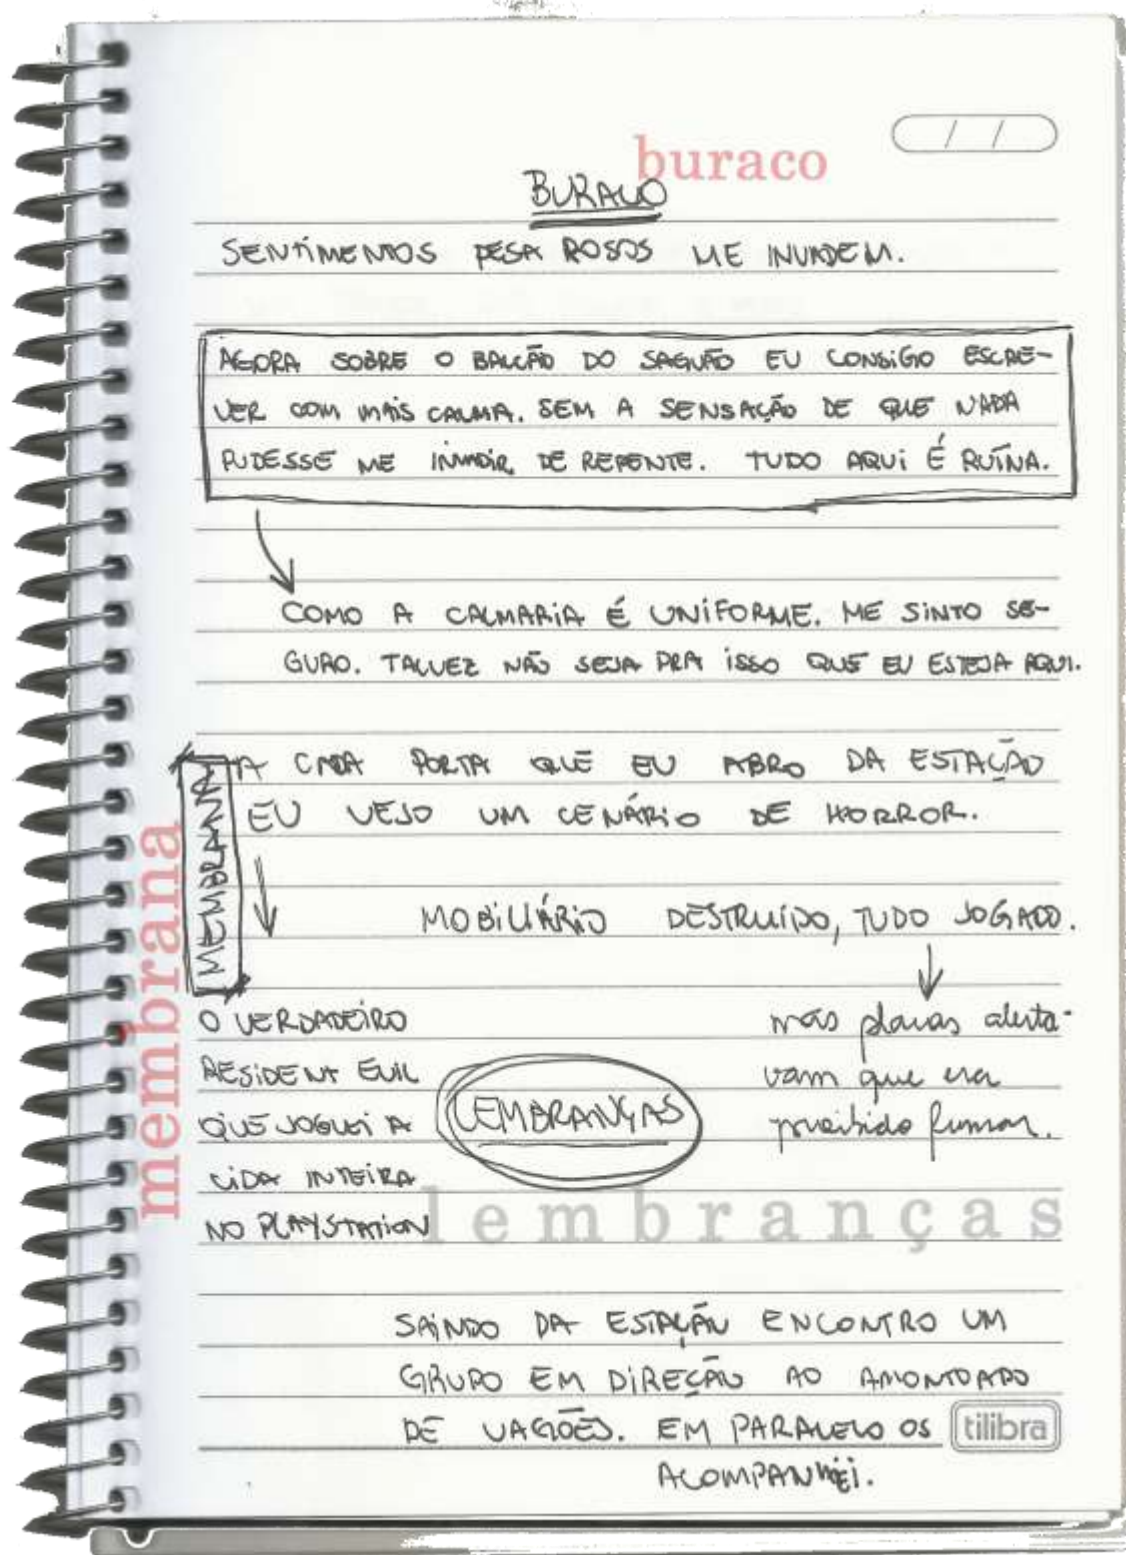 buraco
BURACO
SENTIMENTOS PESAROSOS ME INVADEM.
AGORA SOBRE O BALCÃO DO SAGUÃO EU CONSIGO ESCRE-
VER COM MAIS CALMA. SEM A SENSAÇÃO DE QUE NADA
PUDESSE ME INVADIR DE REPENTE. TUDO AQUI É RUÍNA.
COMO A CALMARIA É UNIFORME. ME SINTO SE-
GURO. TALVEZ NÃO SEJA PRA ISSO QUE EU ESTEJA AQUI.
A CADA PORTA QUE EU ABRO DA ESTAÇÃO
EU VEJO UM CENÁRIO DE HORROR.
MEMBRANA
membrana
MOBILIÁRIO DESTRUÍDO, TUDO JOGADO.
mas placas alerta-
vam que era
proibido fumar.
O VERDADEIRO
RESIDENT EVIL
QUE JOGUEI A
VIDA INTEIRA
NO PLAYSTATION
LEMBRANÇAS
lembranças
SAINDO DA ESTAÇÃO ENCONTRO UM
GRUPO EM DIREÇÃO AO AMONTOADO
DE VAGÕES. EM PARALELO OS
ACOMPANHEI.
tilibra